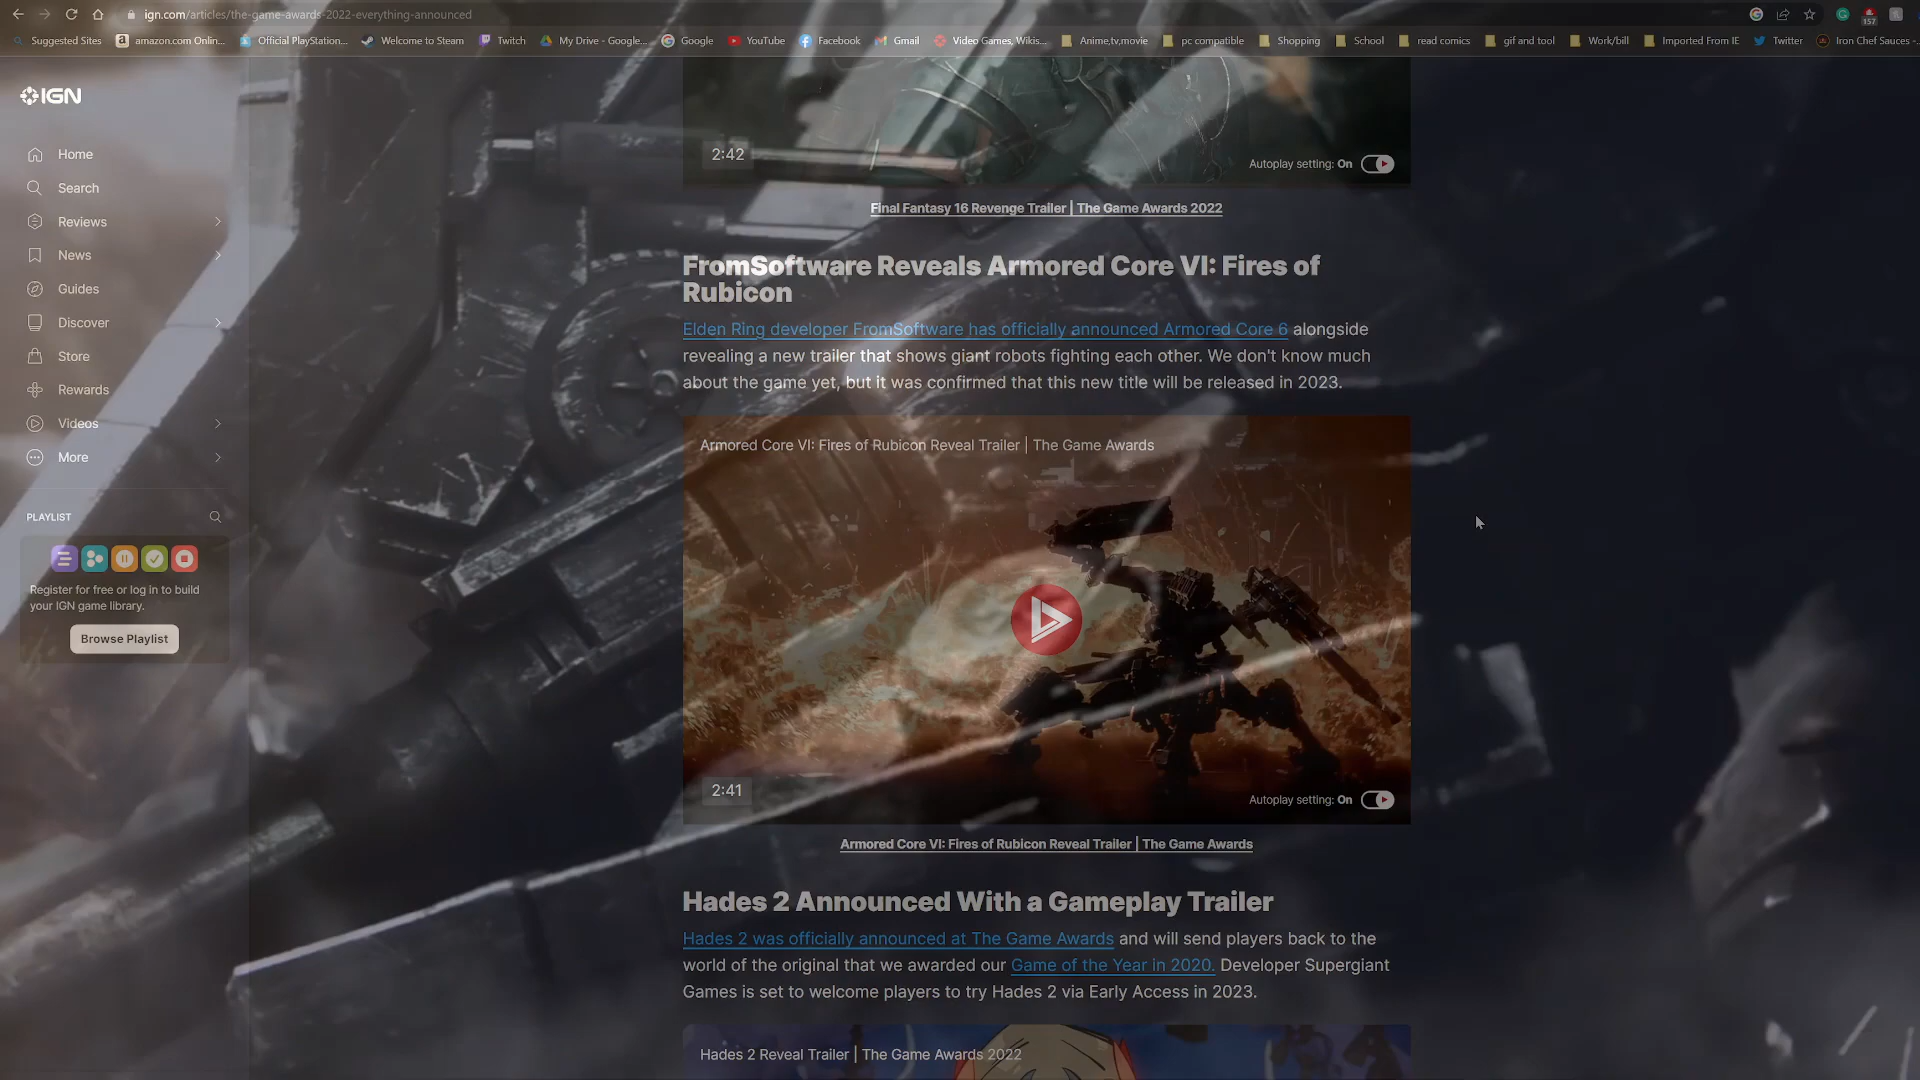 ign.com/articles/the-game-awards-2022-everything-announced
157
Suggested Sites
amazon.com Onlin...
Official PlayStation...
Welcome to Steam
Twitch
My Drive - Google...
Google
YouTube
Facebook
Gmail
Video Games, Wikis...
Anime,tv,movie
pc compatible
Shopping
School
read comics
gif and tool
Work/bill
Imported From IE
Twitter
Iron Chef Sauces -...
IGN
Home
Search
Reviews
News
Guides
Discover
Store
Rewards
Videos
More
PLAYLIST
Register for free or log in to build
your IGN game library.
Browse Playlist
2:42
Autoplay setting: On
Final Fantasy 16 Revenge Trailer | The Game Awards 2022
FromSoftware Reveals Armored Core VI: Fires of
Rubicon
Elden Ring developer FromSoftware has officially announced Armored Core 6 alongside
revealing a new trailer that shows giant robots fighting each other. We don't know much
about the game yet, but it was confirmed that this new title will be released in 2023.
Armored Core VI: Fires of Rubicon Reveal Trailer | The Game Awards
2:41
Autoplay setting: On
Armored Core VI: Fires of Rubicon Reveal Trailer | The Game Awards
Hades 2 Announced With a Gameplay Trailer
Hades 2 was officially announced at The Game Awards and will send players back to the
world of the original that we awarded our Game of the Year in 2020. Developer Supergiant
Games is set to welcome players to try Hades 2 via Early Access in 2023.
Hades 2 Reveal Trailer | The Game Awards 2022